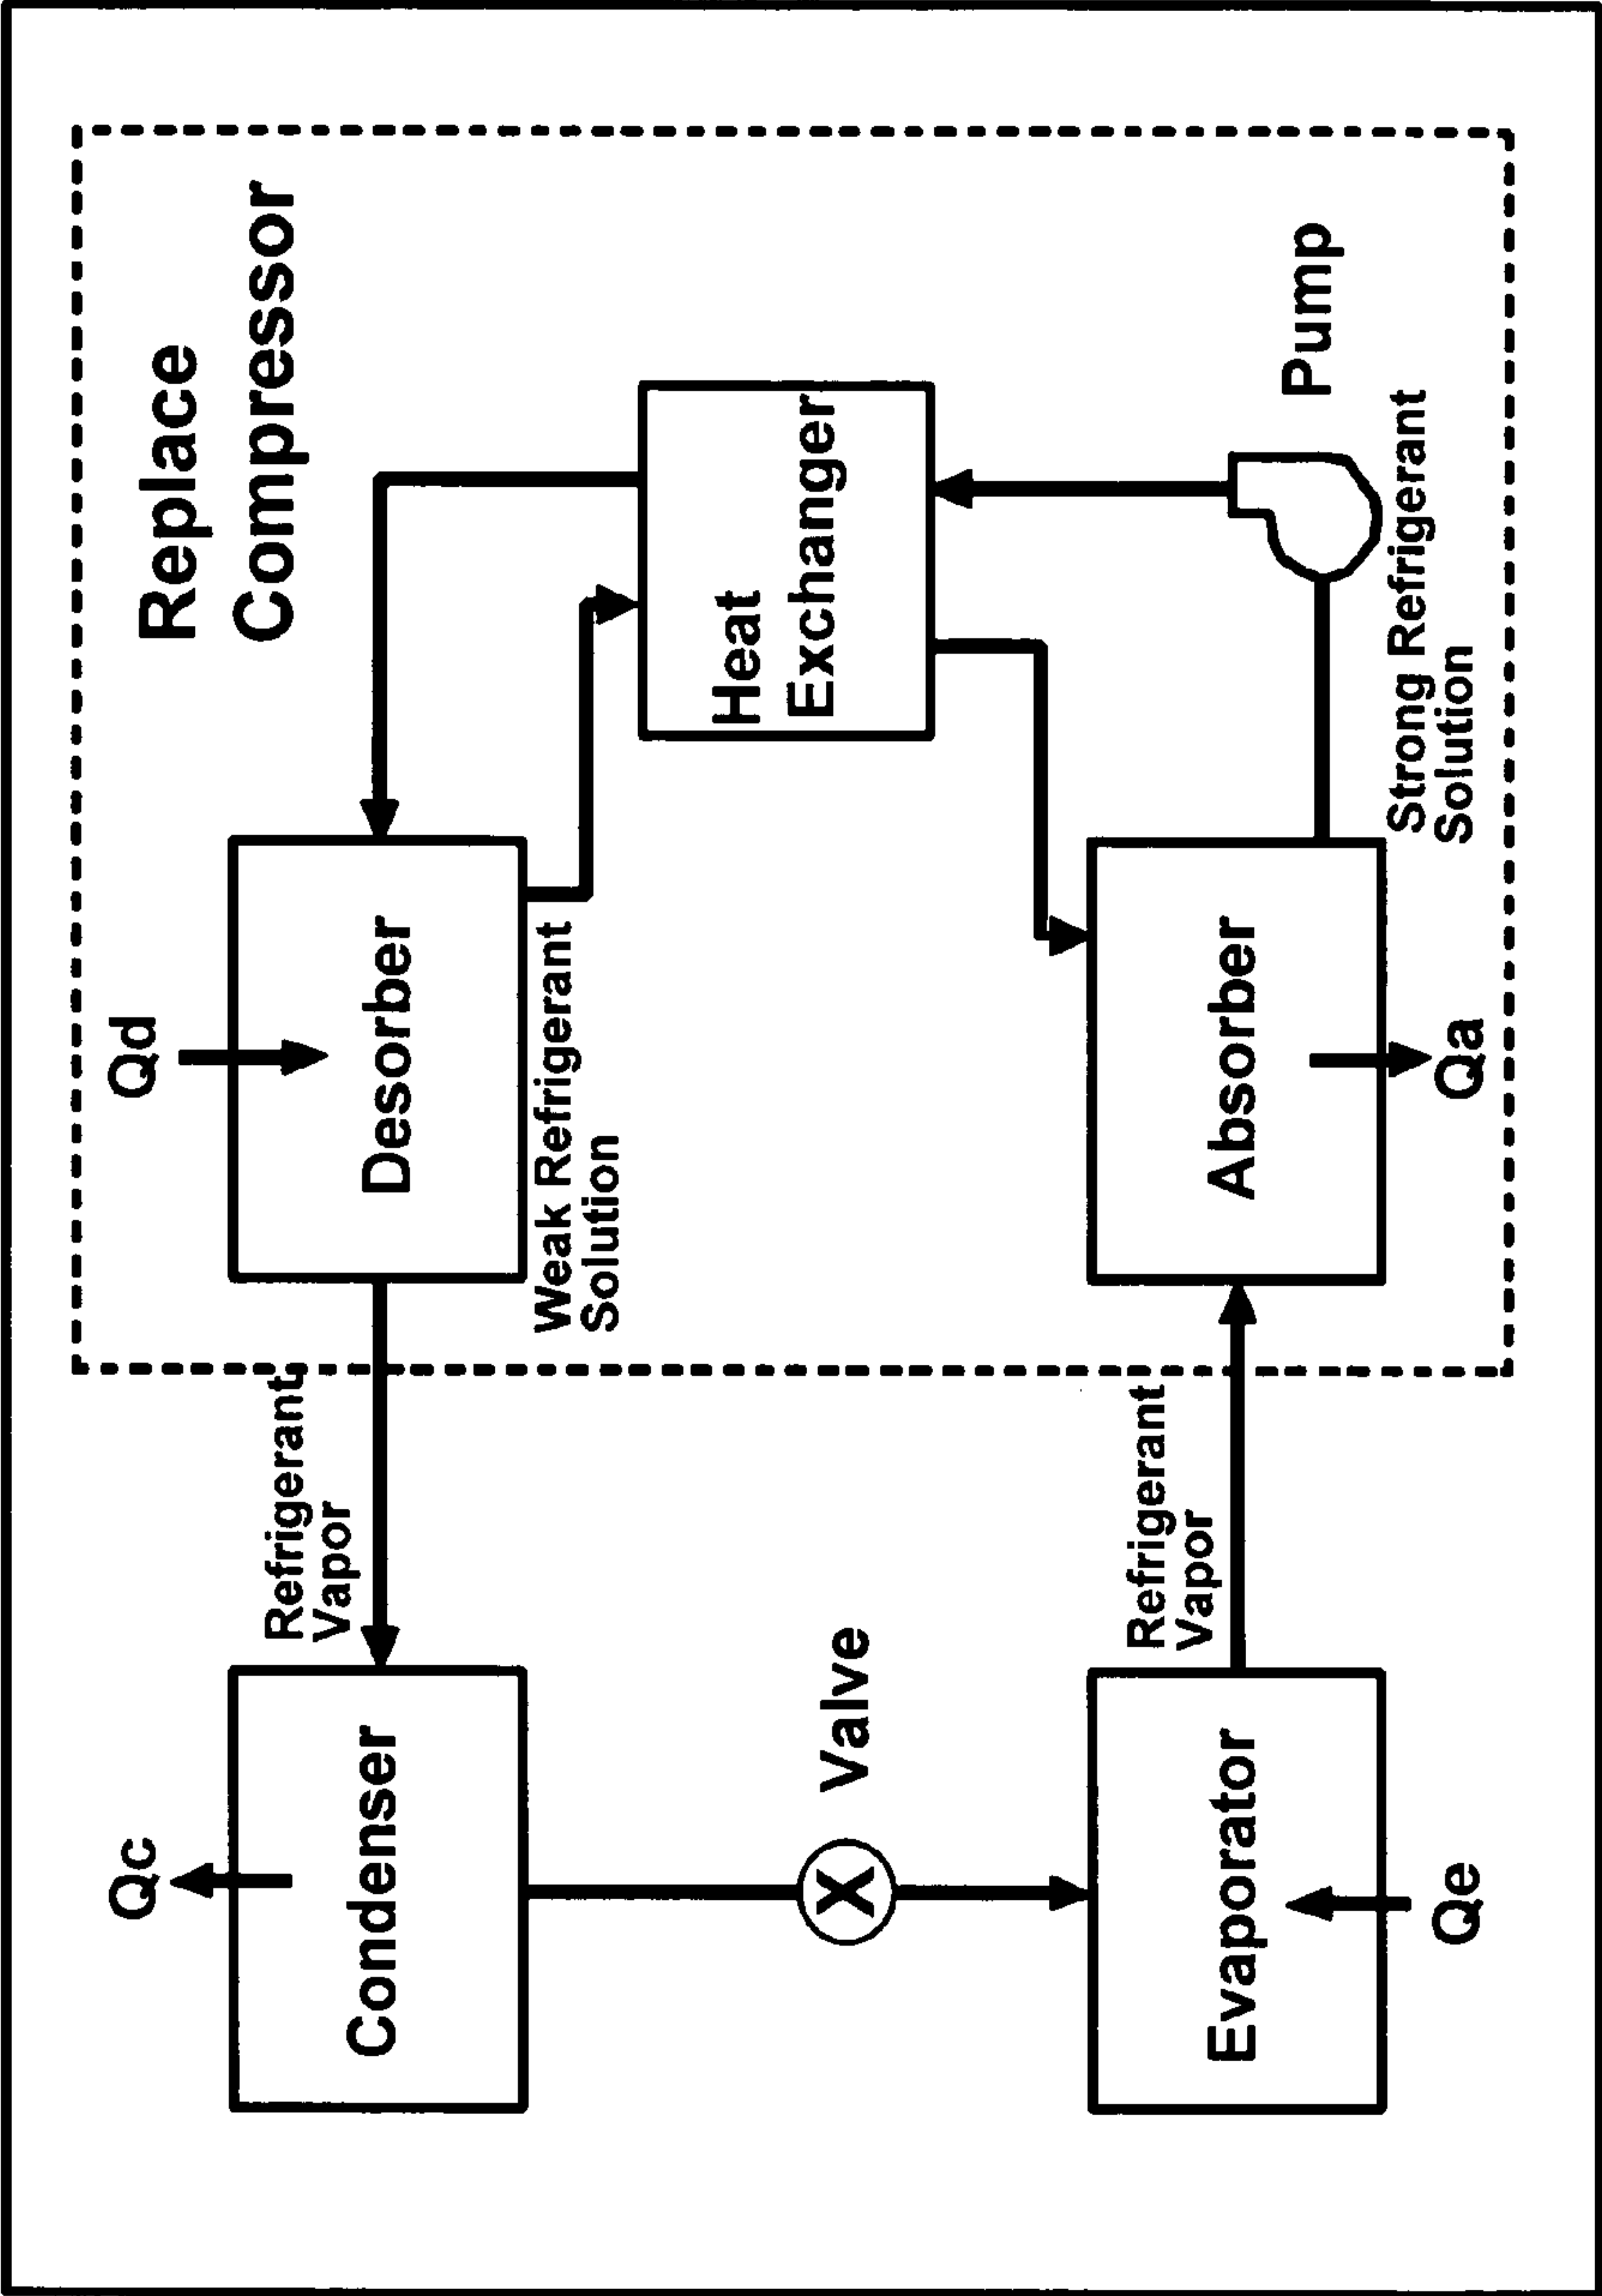 Qc
Qd
Replace
Compressor
Condenser
Refrigerant
Vapor
Desorber
Weak Refrigerant
Solution
Heat
Exchanger
X
Valve
Evaporator
Refrigerant
Vapor
Absorber
Pump
Strong Refrigerant
Solution
Qe
Qa